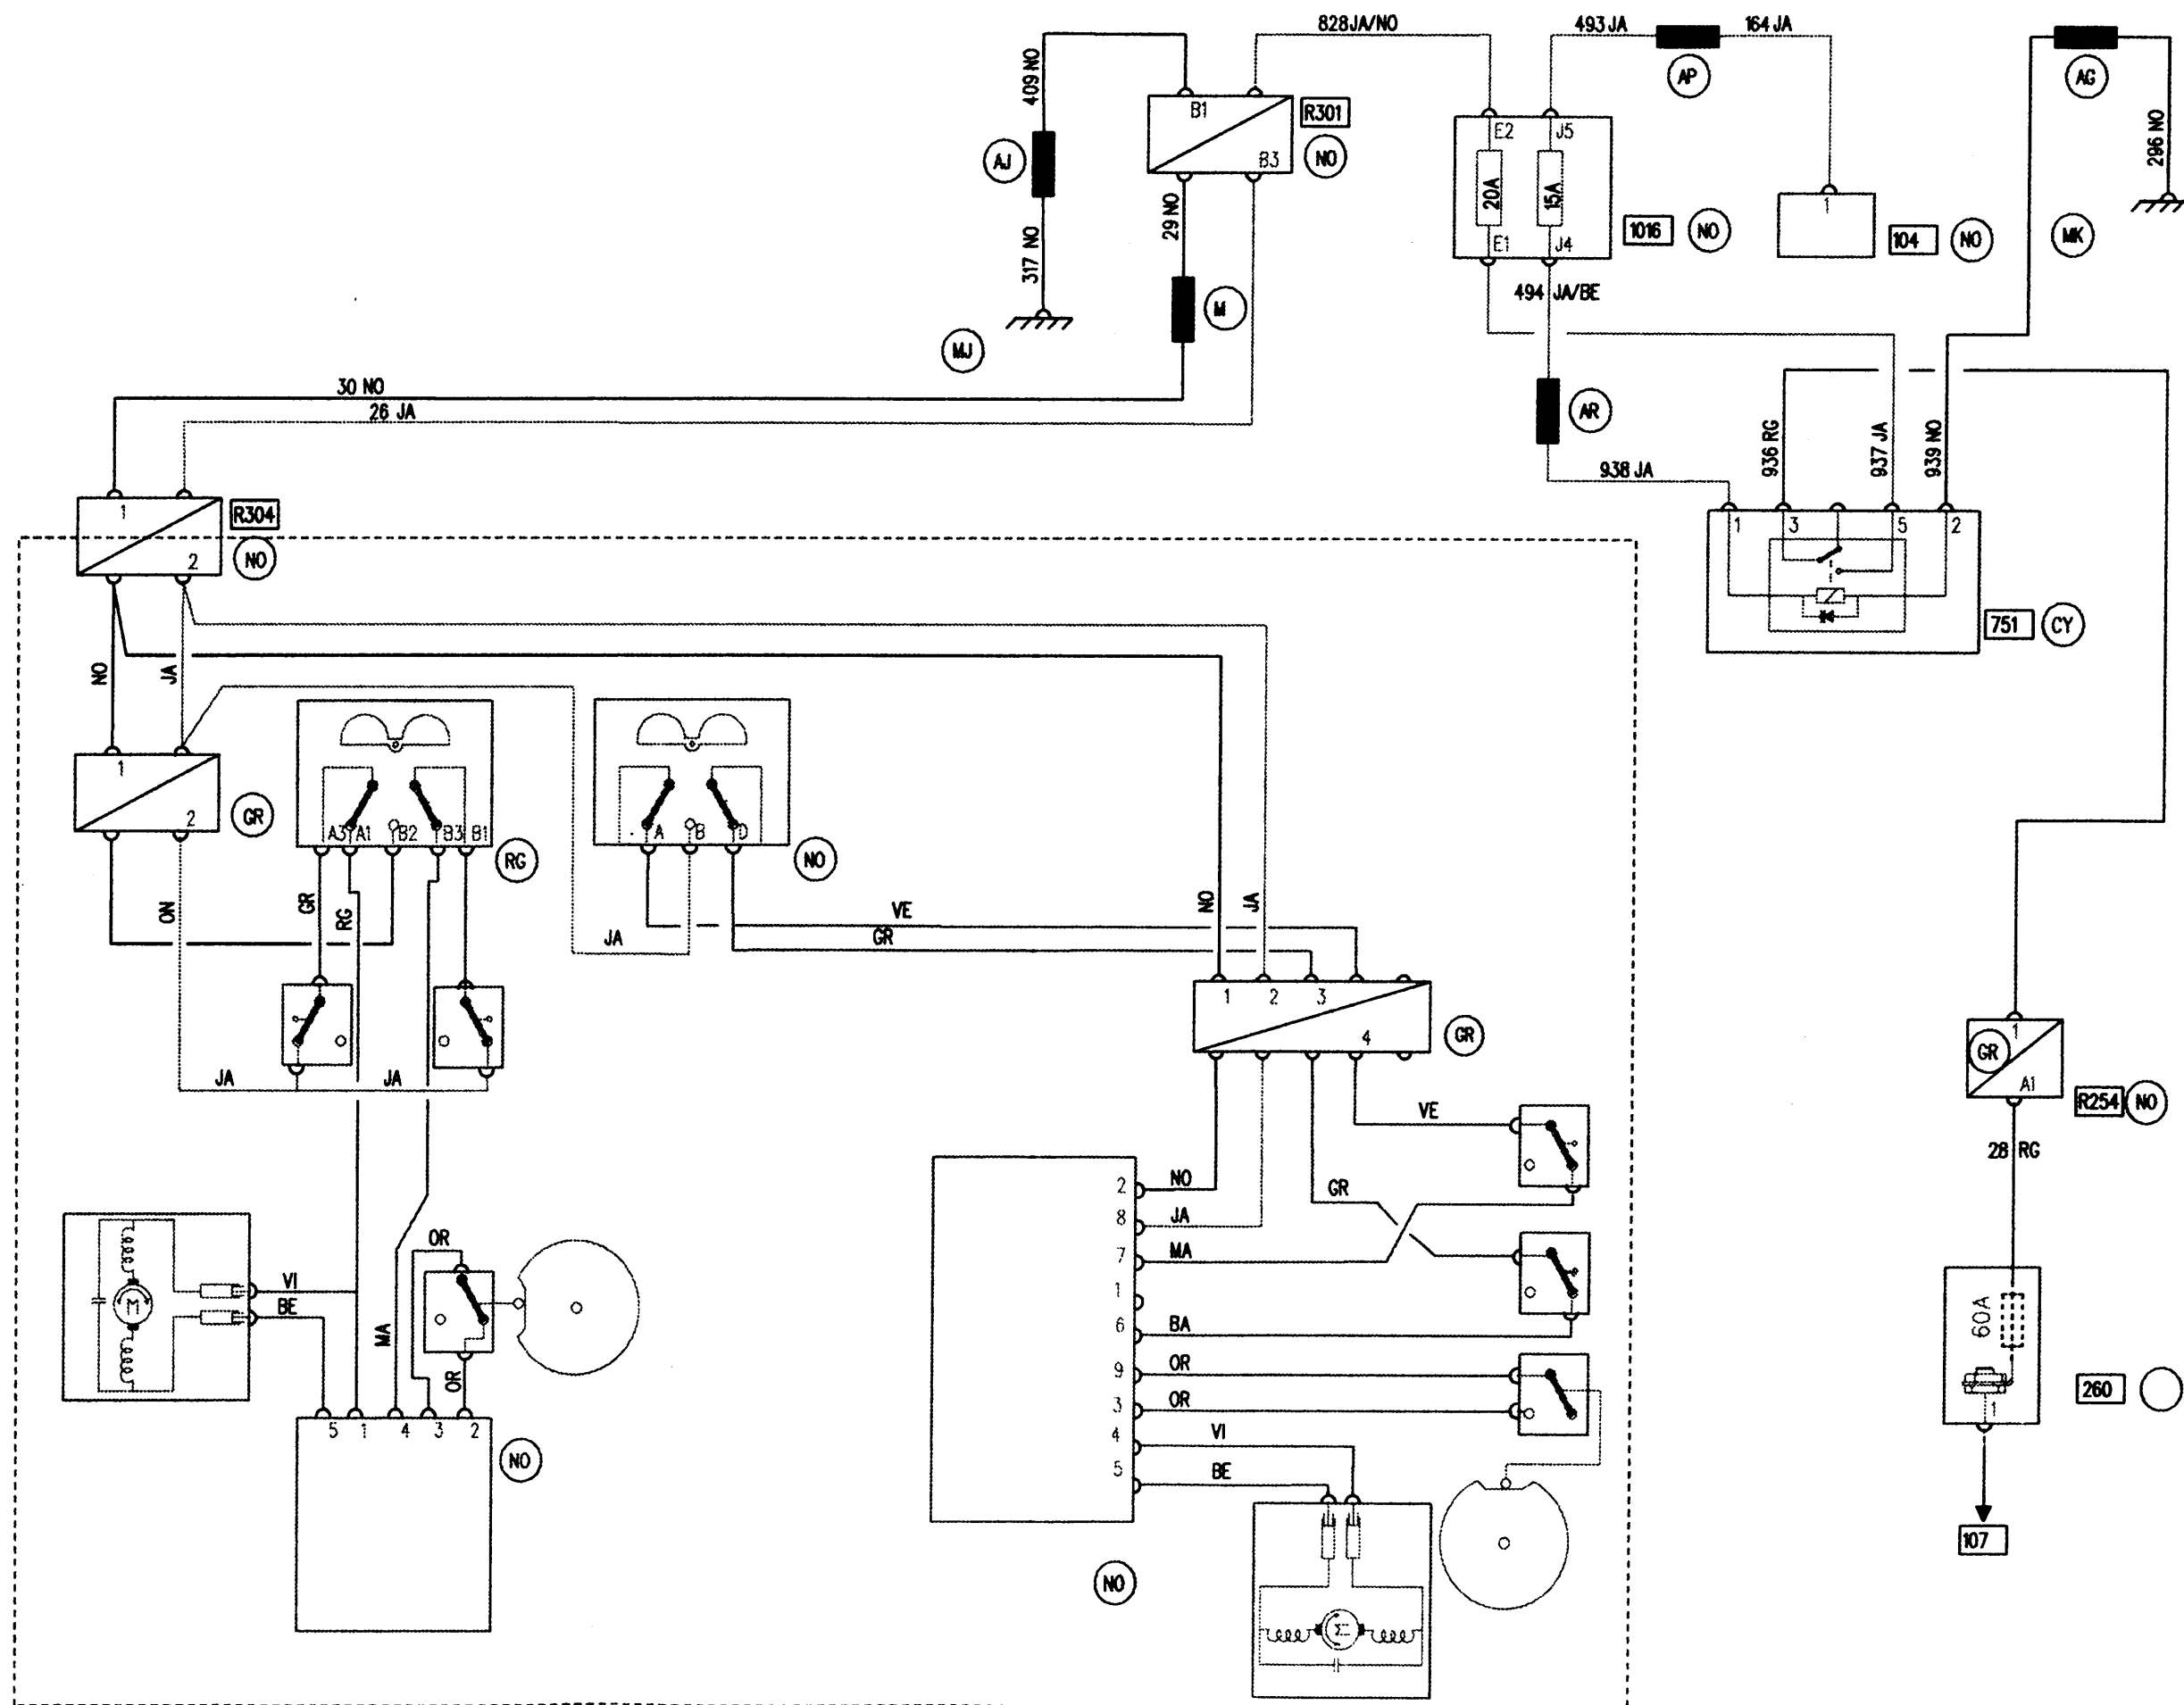 828JA/NO
493JA
164 JA
409 NO
AP
AG
B1
R301
B3
NO
AJ
E2
J5
20A
15A
E1
J4
1016
NO
1
104
NO
MK
296 NO
317 NO
29 NO
M
MJ
494 JA/BE
30 NO
26 JA
AR
938 JA
936 RG
937 JA
939 NO
1
R304
2
NO
1
3
5
2
751
CY
NO
JA
1
2
GR
A3
A1
B2
B3
B1
RG
A
B
D
NO
NO
GR
RG
JA
VE
GR
NO
JA
1
2
3
4
GR
JA
JA
1
GR
A1
R254
NO
28 RG
VE
GR
2
NO
8
JA
7
MA
1
6
BA
9
OR
3
OR
4
VI
5
BE
M
VI
BE
OR
MA
OR
5
1
4
3
2
NO
60A
1
260
107
NO
M